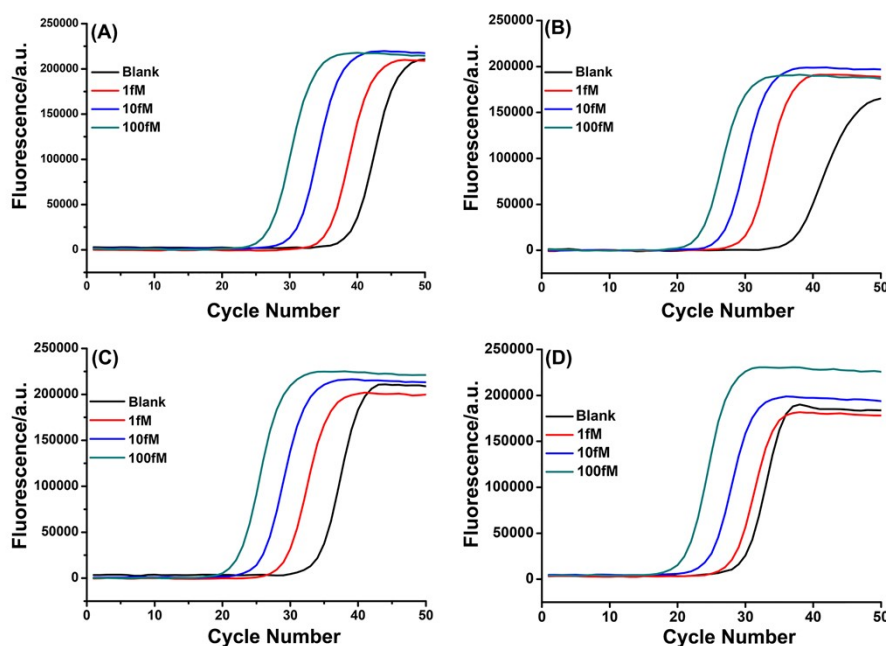 (A)
Fluorescence/a.u.
250000
200000
150000
100000
50000
0
Blank
1fM
10fM
100fM
0 10 20 30 40 50
Cycle Number
(B)
Fluorescence/a.u.
250000
200000
150000
100000
50000
0
Blank
1fM
10fM
100fM
0 10 20 30 40 50
Cycle Number
(C)
Fluorescence/a.u.
250000
200000
150000
100000
50000
0
Blank
1fM
10fM
100fM
0 10 20 30 40 50
Cycle Number
(D)
Fluorescence/a.u.
250000
200000
150000
100000
50000
0
Blank
1fM
10fM
100fM
0 10 20 30 40 50
Cycle Number